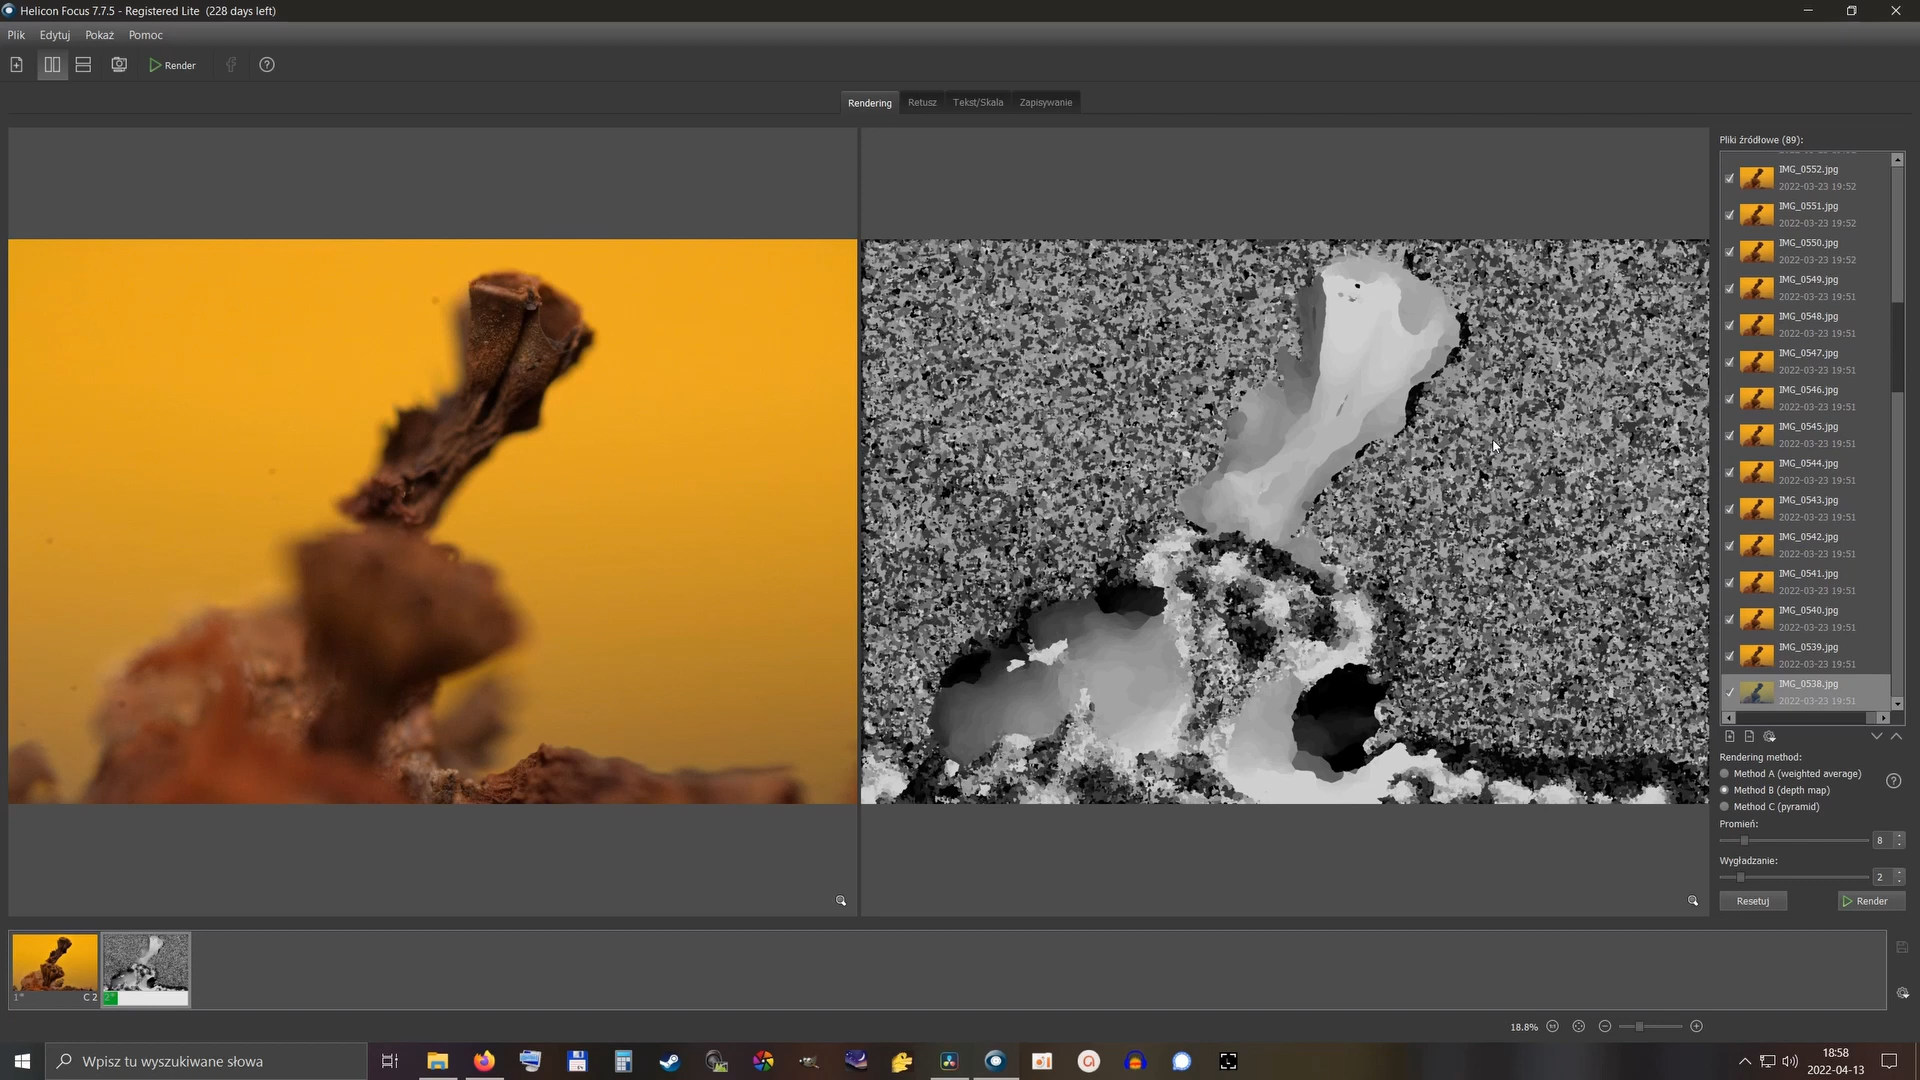 Helicon Focus 7.7.5 - Registered Lite (228 days left)
Plik Edytuj Pokaż Pomoc
Render
Rendering Retusz Tekst/Skala Zapisywanie
Pliki źródłowe (89):
IMG_0552.jpg
2022-03-23 19:52
IMG_0551.jpg
2022-03-23 19:52
IMG_0550.jpg
2022-03-23 19:52
IMG_0549.jpg
2022-03-23 19:51
IMG_0548.jpg
2022-03-23 19:51
IMG_0547.jpg
2022-03-23 19:51
IMG_0546.jpg
2022-03-23 19:51
IMG_0545.jpg
2022-03-23 19:51
IMG_0544.jpg
2022-03-23 19:51
IMG_0543.jpg
2022-03-23 19:51
IMG_0542.jpg
2022-03-23 19:51
IMG_0541.jpg
2022-03-23 19:51
IMG_0540.jpg
2022-03-23 19:51
IMG_0539.jpg
2022-03-23 19:51
IMG_0538.jpg
2022-03-23 19:51
Rendering method:
Method A (weighted average)
Method B (depth map)
Method C (pyramid)
Promień:
8
Wygładzanie:
2
Resetuj Render
1* C 2 2*
18.8%
Wpisz tu wyszukiwane słowa
18:58
2022-04-13